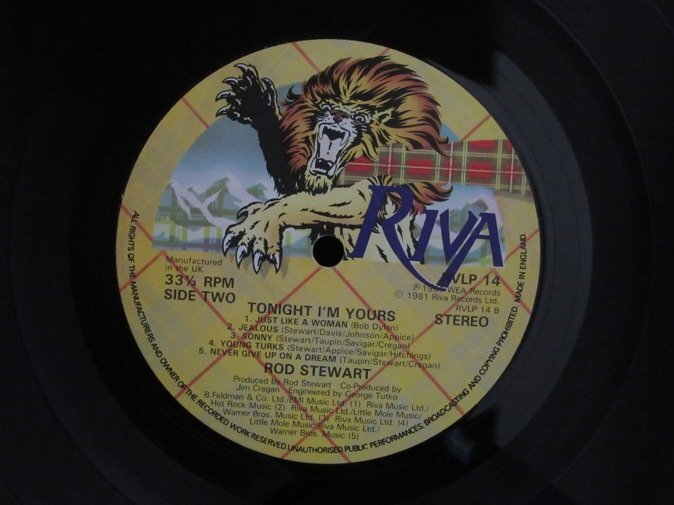 RIVA
Manufactured
in the UK
33⅓ RPM
SIDE TWO
RVLP 14
℗ 1981 WEA Records
© 1981 Riva Records Ltd.
RVLP 14 B
STEREO
TONIGHT I'M YOURS
1. JUST LIKE A WOMAN (Bob Dylan)
2. JEALOUS (Stewart/Davis/Johnson/Appice)
3. SONNY (Stewart/Taupin/Savigar/Cregan)
4. YOUNG TURKS (Stewart/Appice/Savigar/Hitchings)
5. NEVER GIVE UP ON A DREAM (Taupin/Stewart/Cregan)
ROD STEWART
Produced by Rod Stewart Co-Produced by
Jim Cregan Engineered by George Tutko
B.Feldman & Co. Ltd./EMI Music Ltd. (1) Riva Music Ltd./
Hot Rock Music (2) Riva Music Ltd./Little Mole Music/
Warner Bros. Music (3) Riva Music Ltd. (4)
Little Mole Music/Riva Music Ltd./
Warner Bros. Music (5)
ALL RIGHTS OF THE MANUFACTURERS AND OWNER OF THE RECORDED WORK RESERVED. UNAUTHORISED PUBLIC PERFORMANCES, BROADCASTING AND COPYING PROHIBITED. MADE IN ENGLAND.